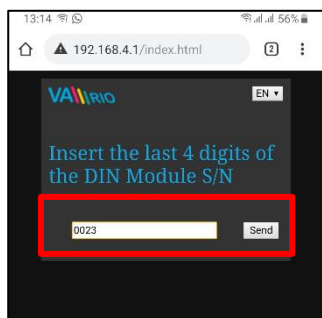 13:14 56%
192.168.4.1/index.html 2
VARIO EN
Insert the last 4 digits of
the DIN Module S/N
0023 Send